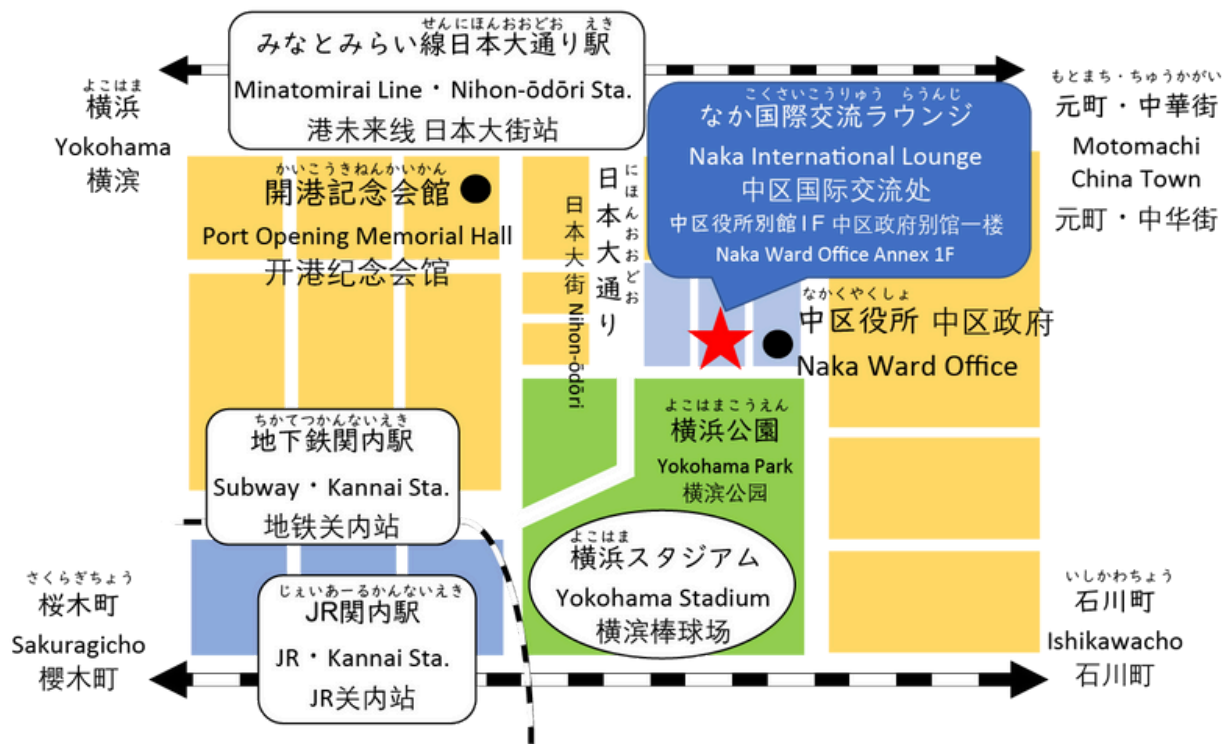 せんにほんおおどお えき
みなとみらい線日本大通り駅
Minatomirai Line・Nihon-ōdōri Sta.
港未来线 日本大街站
よこはま
横浜
Yokohama
横滨
もとまち・ちゅうかがい
元町・中華街
Motomachi
China Town
元町・中华街
こくさいこうりゅう らうんじ
なか国際交流ラウンジ
Naka International Lounge
中区国际交流处
中区役所別館1F 中区政府别馆一楼
Naka Ward Office Annex 1F
かいこうきねんかいかん
開港記念会館
Port Opening Memorial Hall
开港纪念会馆
にほんおおどお
日本大通り
日本大街 Nihon-ōdōri
なかくやくしょ
中区役所 中区政府
Naka Ward Office
よこはまこうえん
横浜公園
Yokohama Park
横滨公园
ちかてつかんないえき
地下鉄関内駅
Subway・Kannai Sta.
地铁关内站
よこはま
横浜スタジアム
Yokohama Stadium
横滨棒球场
さくらぎちょう
桜木町
Sakuragicho
櫻木町
じぇいあーるかんないえき
JR関内駅
JR・Kannai Sta.
JR关内站
いしかわちょう
石川町
Ishikawacho
石川町